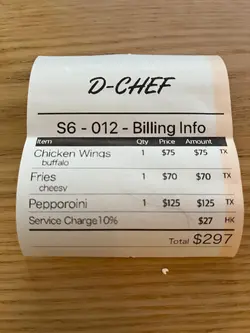 D-CHEF
S6 - 012 - Billing Info
Item Qty Price Amount
Chicken Wings 1 $75 $75 TX
buffalo
Fries 1 $70 $70 TX
cheesy
Pepporoini 1 $125 $125 TX
Service Charge10% $27 HK
Total $297